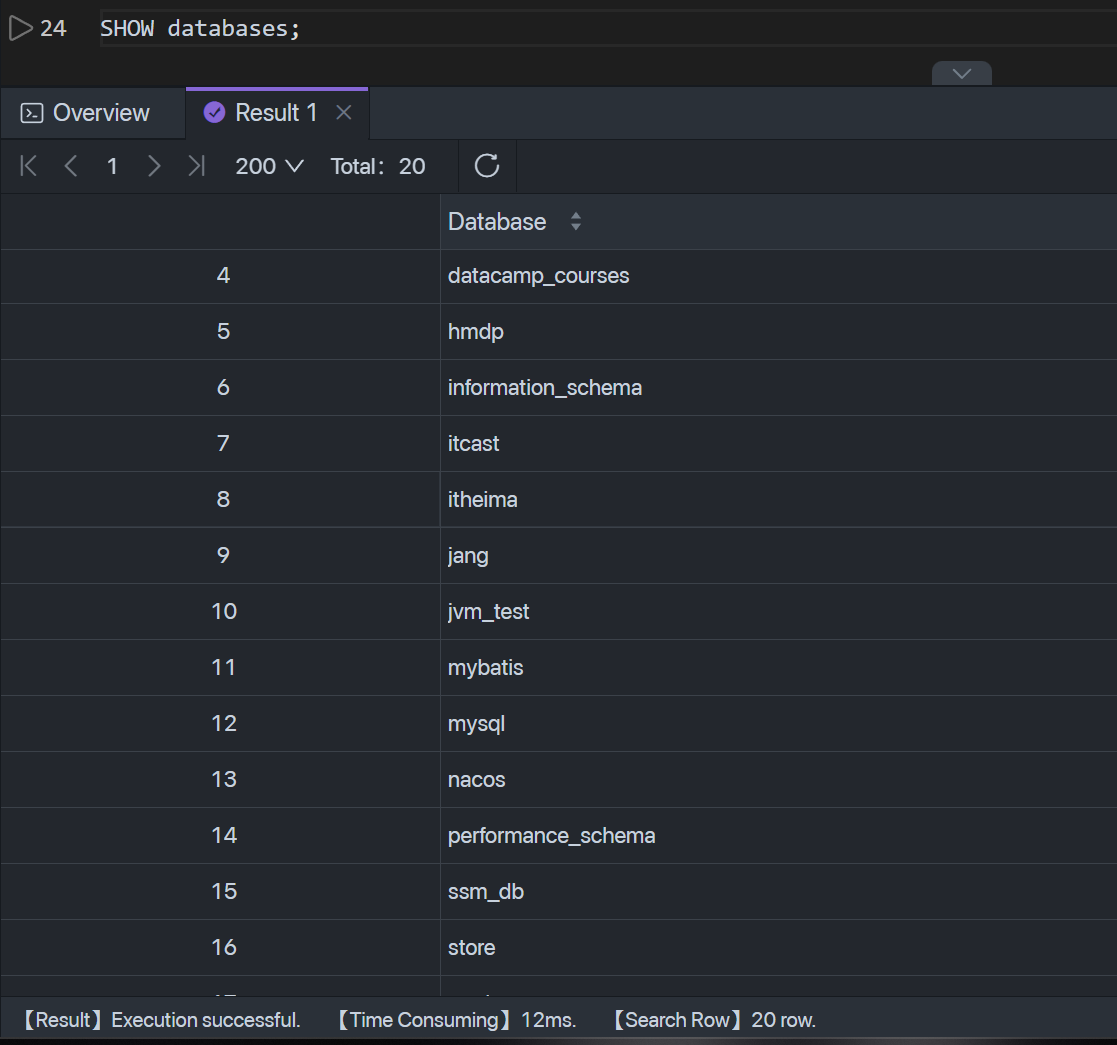 24 SHOW databases;
Overview Result 1
1 200 Total: 20
Database
4 datacamp_courses
5 hmdp
6 information_schema
7 itcast
8 itheima
9 jang
10 jvm_test
11 mybatis
12 mysql
13 nacos
14 performance_schema
15 ssm_db
16 store
【Result】Execution successful. 【Time Consuming】12ms. 【Search Row】20 row.